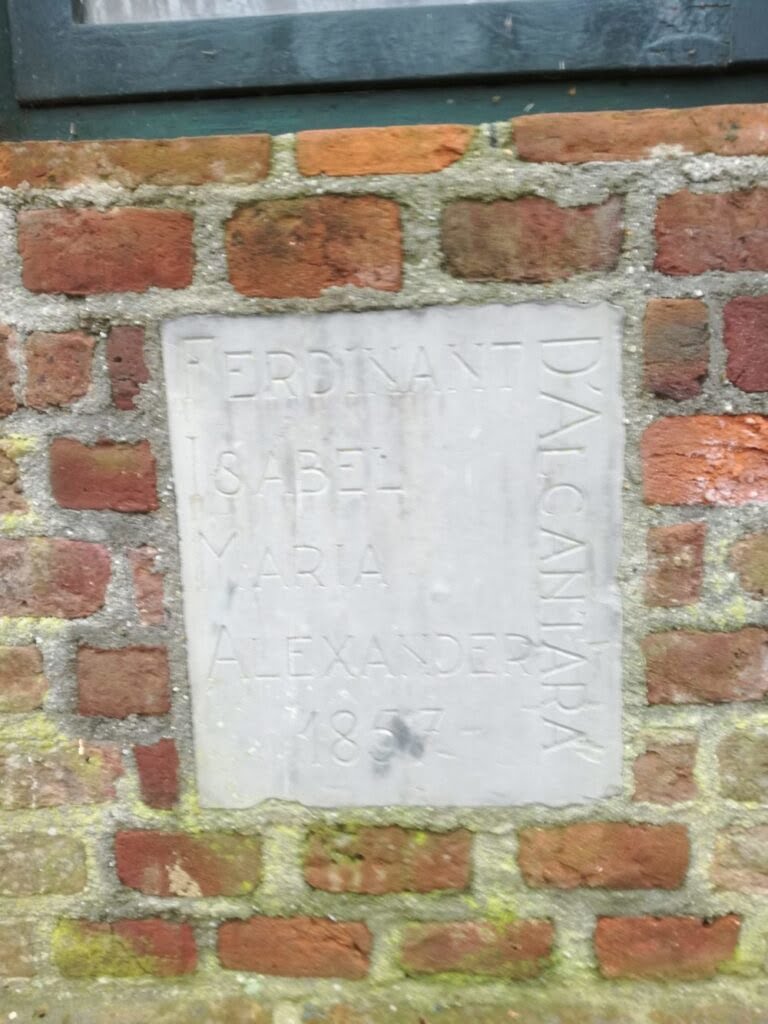 FERDINANT
ISABEL
MARIA
ALEXANDER
1857-
D'ALCANTARA